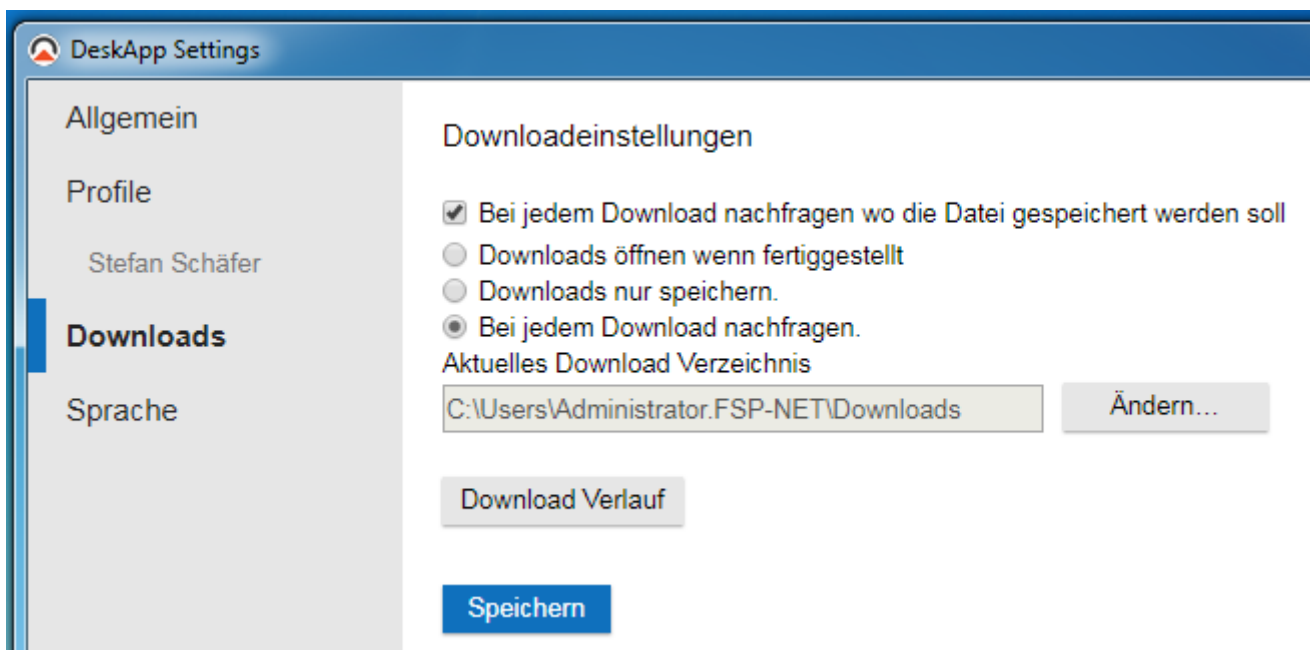 DeskApp Settings
Allgemein
Profile
Stefan Schäfer
Downloads
Sprache
Downloadeinstellungen
Bei jedem Download nachfragen wo die Datei gespeichert werden soll
Downloads öffnen wenn fertiggestellt
Downloads nur speichern.
Bei jedem Download nachfragen.
Aktuelles Download Verzeichnis
C:\Users\Administrator.FSP-NET\Downloads
Ändern...
Download Verlauf
Speichern